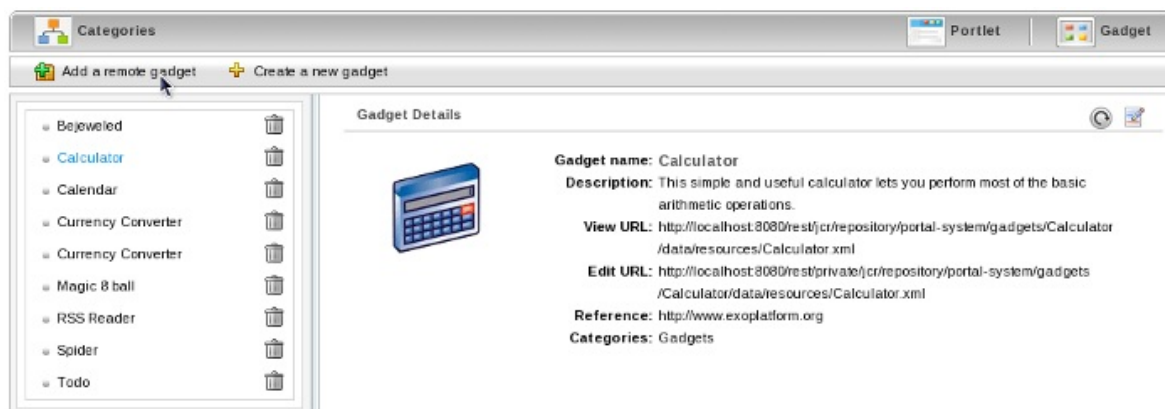 Categories
Portlet
Gadget
Add a remote gadget
Create a new gadget
Bejeweled
Calculator
Calendar
Currency Converter
Currency Converter
Magic 8 ball
RSS Reader
Spider
Todo
Gadget Details
Gadget name: Calculator
Description: This simple and useful calculator lets you perform most of the basic
arithmetic operations.
View URL: http://localhost:8080/rest/jcr/repository/portal-system/gadgets/Calculator
/data/resources/Calculator.xml
Edit URL: http://localhost:8080/rest/private/jcr/repository/portal-system/gadgets
/Calculator/data/resources/Calculator.xml
Reference: http://www.exoplatform.org
Categories: Gadgets